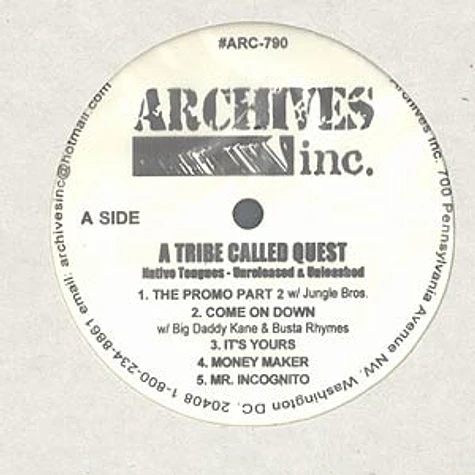 #ARC-790
ARCHIVES
inc.
A SIDE
A TRIBE CALLED QUEST
Native Tongues - Unreleased & Unleashed
1. THE PROMO PART 2 w/ Jungle Bros.
2. COME ON DOWN
w/ Big Daddy Kane & Busta Rhymes
3. IT'S YOURS
4. MONEY MAKER
5. MR. INCOGNITO
Archives Inc. 700 Pennsylvania Avenue NW. Washington DC. 20408 1-800-234-8861 email: archivesinc@hotmail.com